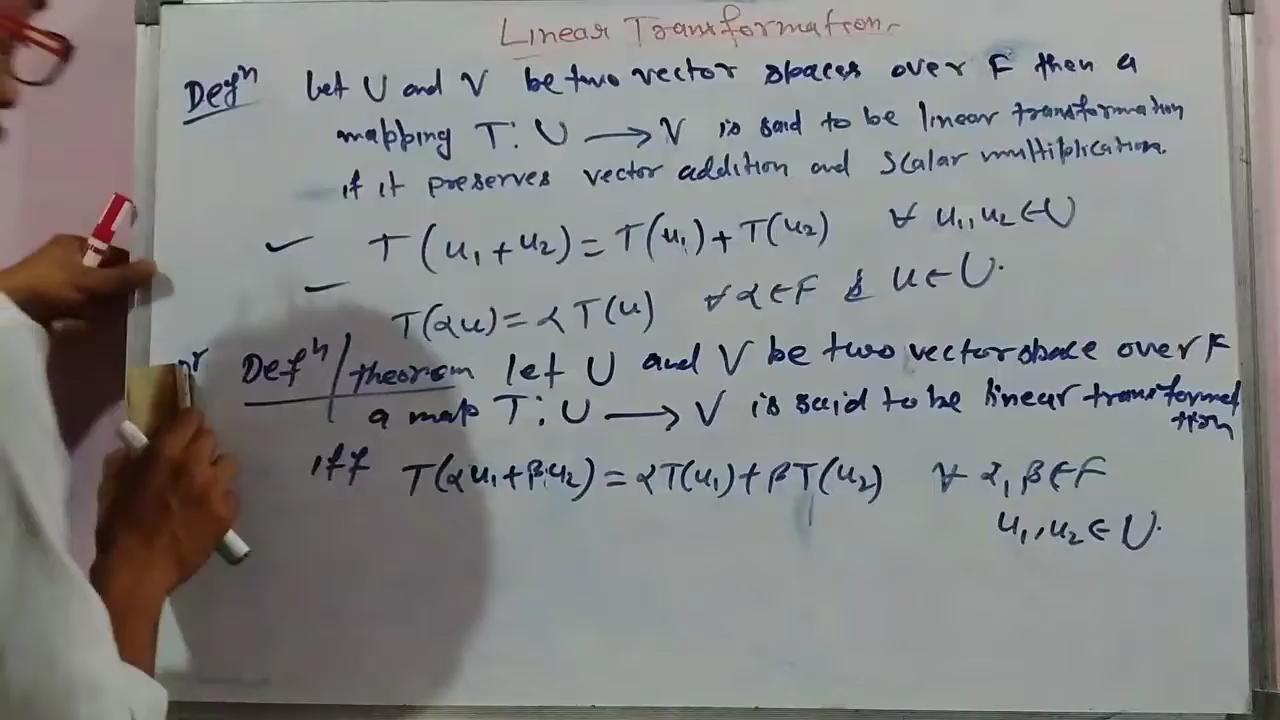 Linear Transformation.
Defⁿ Let U and V be two vector spaces over F then a
mapping T: U → V is said to be linear transformation
if it preserves vector addition and scalar multiplication.
T(u₁+u₂) = T(u₁)+T(u₂) ∀ u₁,u₂ ∈ U
T(αu) = αT(u) ∀ α∈F & u∈U.
Defⁿ/theorem let U and V be two vector space over F
a map T: U → V is said to be linear transformation
iff T(αu₁+βu₂) = αT(u₁)+βT(u₂) ∀ α,β∈F
u₁,u₂ ∈ U.